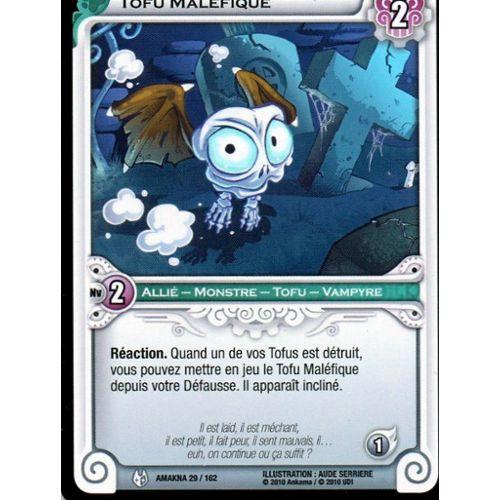 TOFU MALÉFIQUE
2
Nv 2 ALLIÉ – MONSTRE – TOFU – VAMPYRE
Réaction. Quand un de vos Tofus est détruit,
vous pouvez mettre en jeu le Tofu Maléfique
depuis votre Défausse. Il apparaît incliné.
Il est laid, il est méchant,
il est petit, il fait peur, il sent mauvais, il...
euh, on continue ou ça suffit ?
1
AMAKNA 29 / 162
ILLUSTRATION : AUDE SERRIERE
© 2010 Ankama / © 2010 UDI